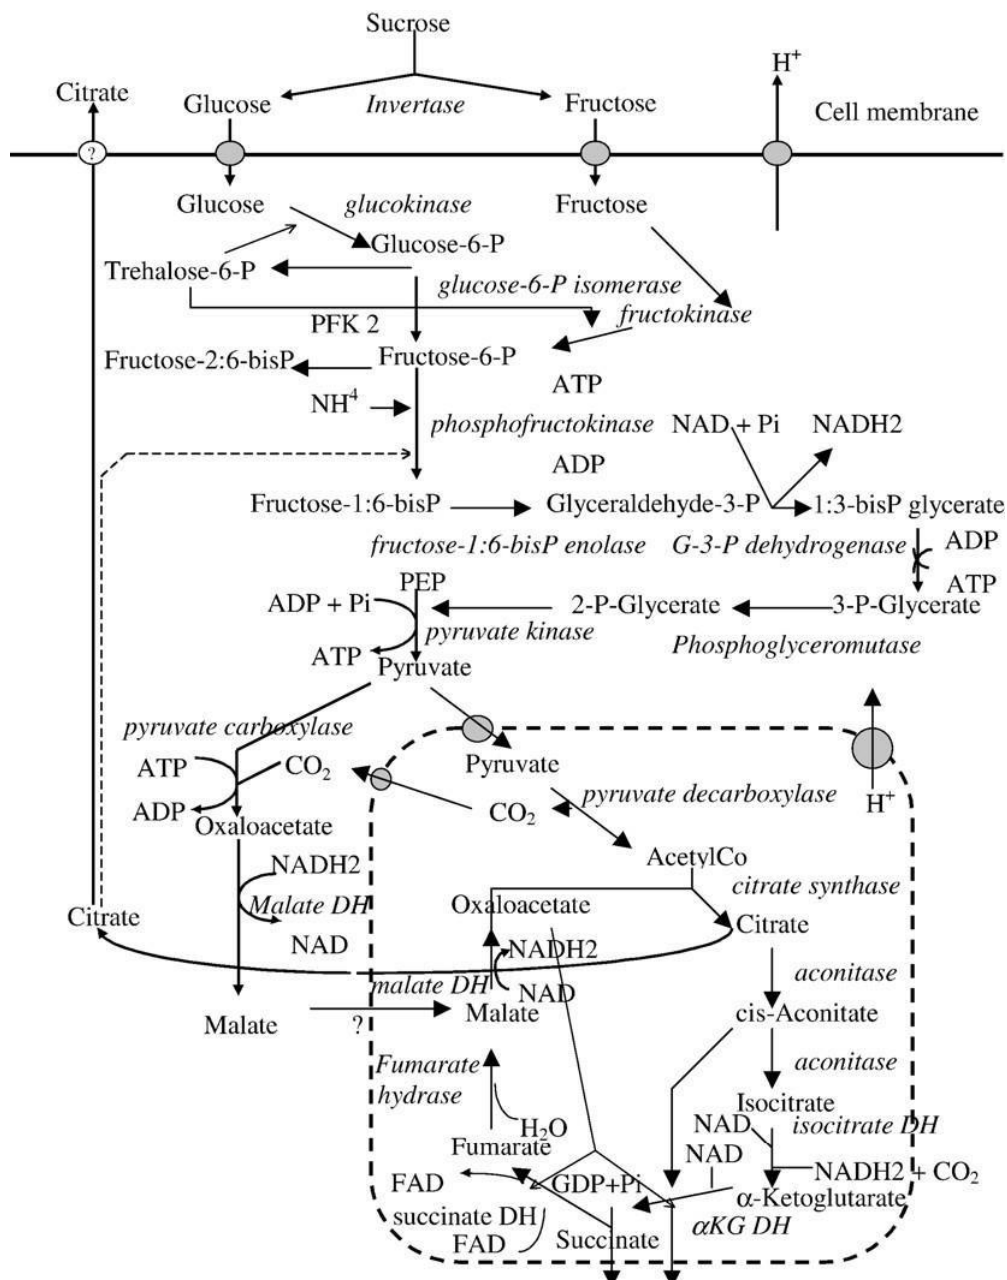 Sucrose
H+
Citrate
Glucose
Invertase
Fructose
Cell membrane
?
Glucose
glucokinase
Fructose
Glucose-6-P
Trehalose-6-P
glucose-6-P isomerase
fructokinase
PFK 2
Fructose-2:6-bisP
Fructose-6-P
ATP
NH4
phosphofructokinase
NAD + Pi
NADH2
ADP
Fructose-1:6-bisP
Glyceraldehyde-3-P
1:3-bisP glycerate
fructose-1:6-bisP enolase
G-3-P dehydrogenase
ADP
PEP
ATP
ADP + Pi
2-P-Glycerate
3-P-Glycerate
pyruvate kinase
Phosphoglyceromutase
ATP
Pyruvate
pyruvate carboxylase
ATP
CO2
Pyruvate
pyruvate decarboxylase
H+
ADP
CO2
Oxaloacetate
AcetylCo
NADH2
citrate synthase
Malate DH
Oxaloacetate
Citrate
Citrate
NAD
NADH2
aconitase
malate DH
NAD
Malate
?
Malate
cis-Aconitate
Fumarate
hydrase
aconitase
Isocitrate
H2O
NAD
isocitrate DH
Fumarate
NAD
NADH2 + CO2
FAD
GDP+Pi
α-Ketoglutarate
succinate DH
αKG DH
FAD
Succinate